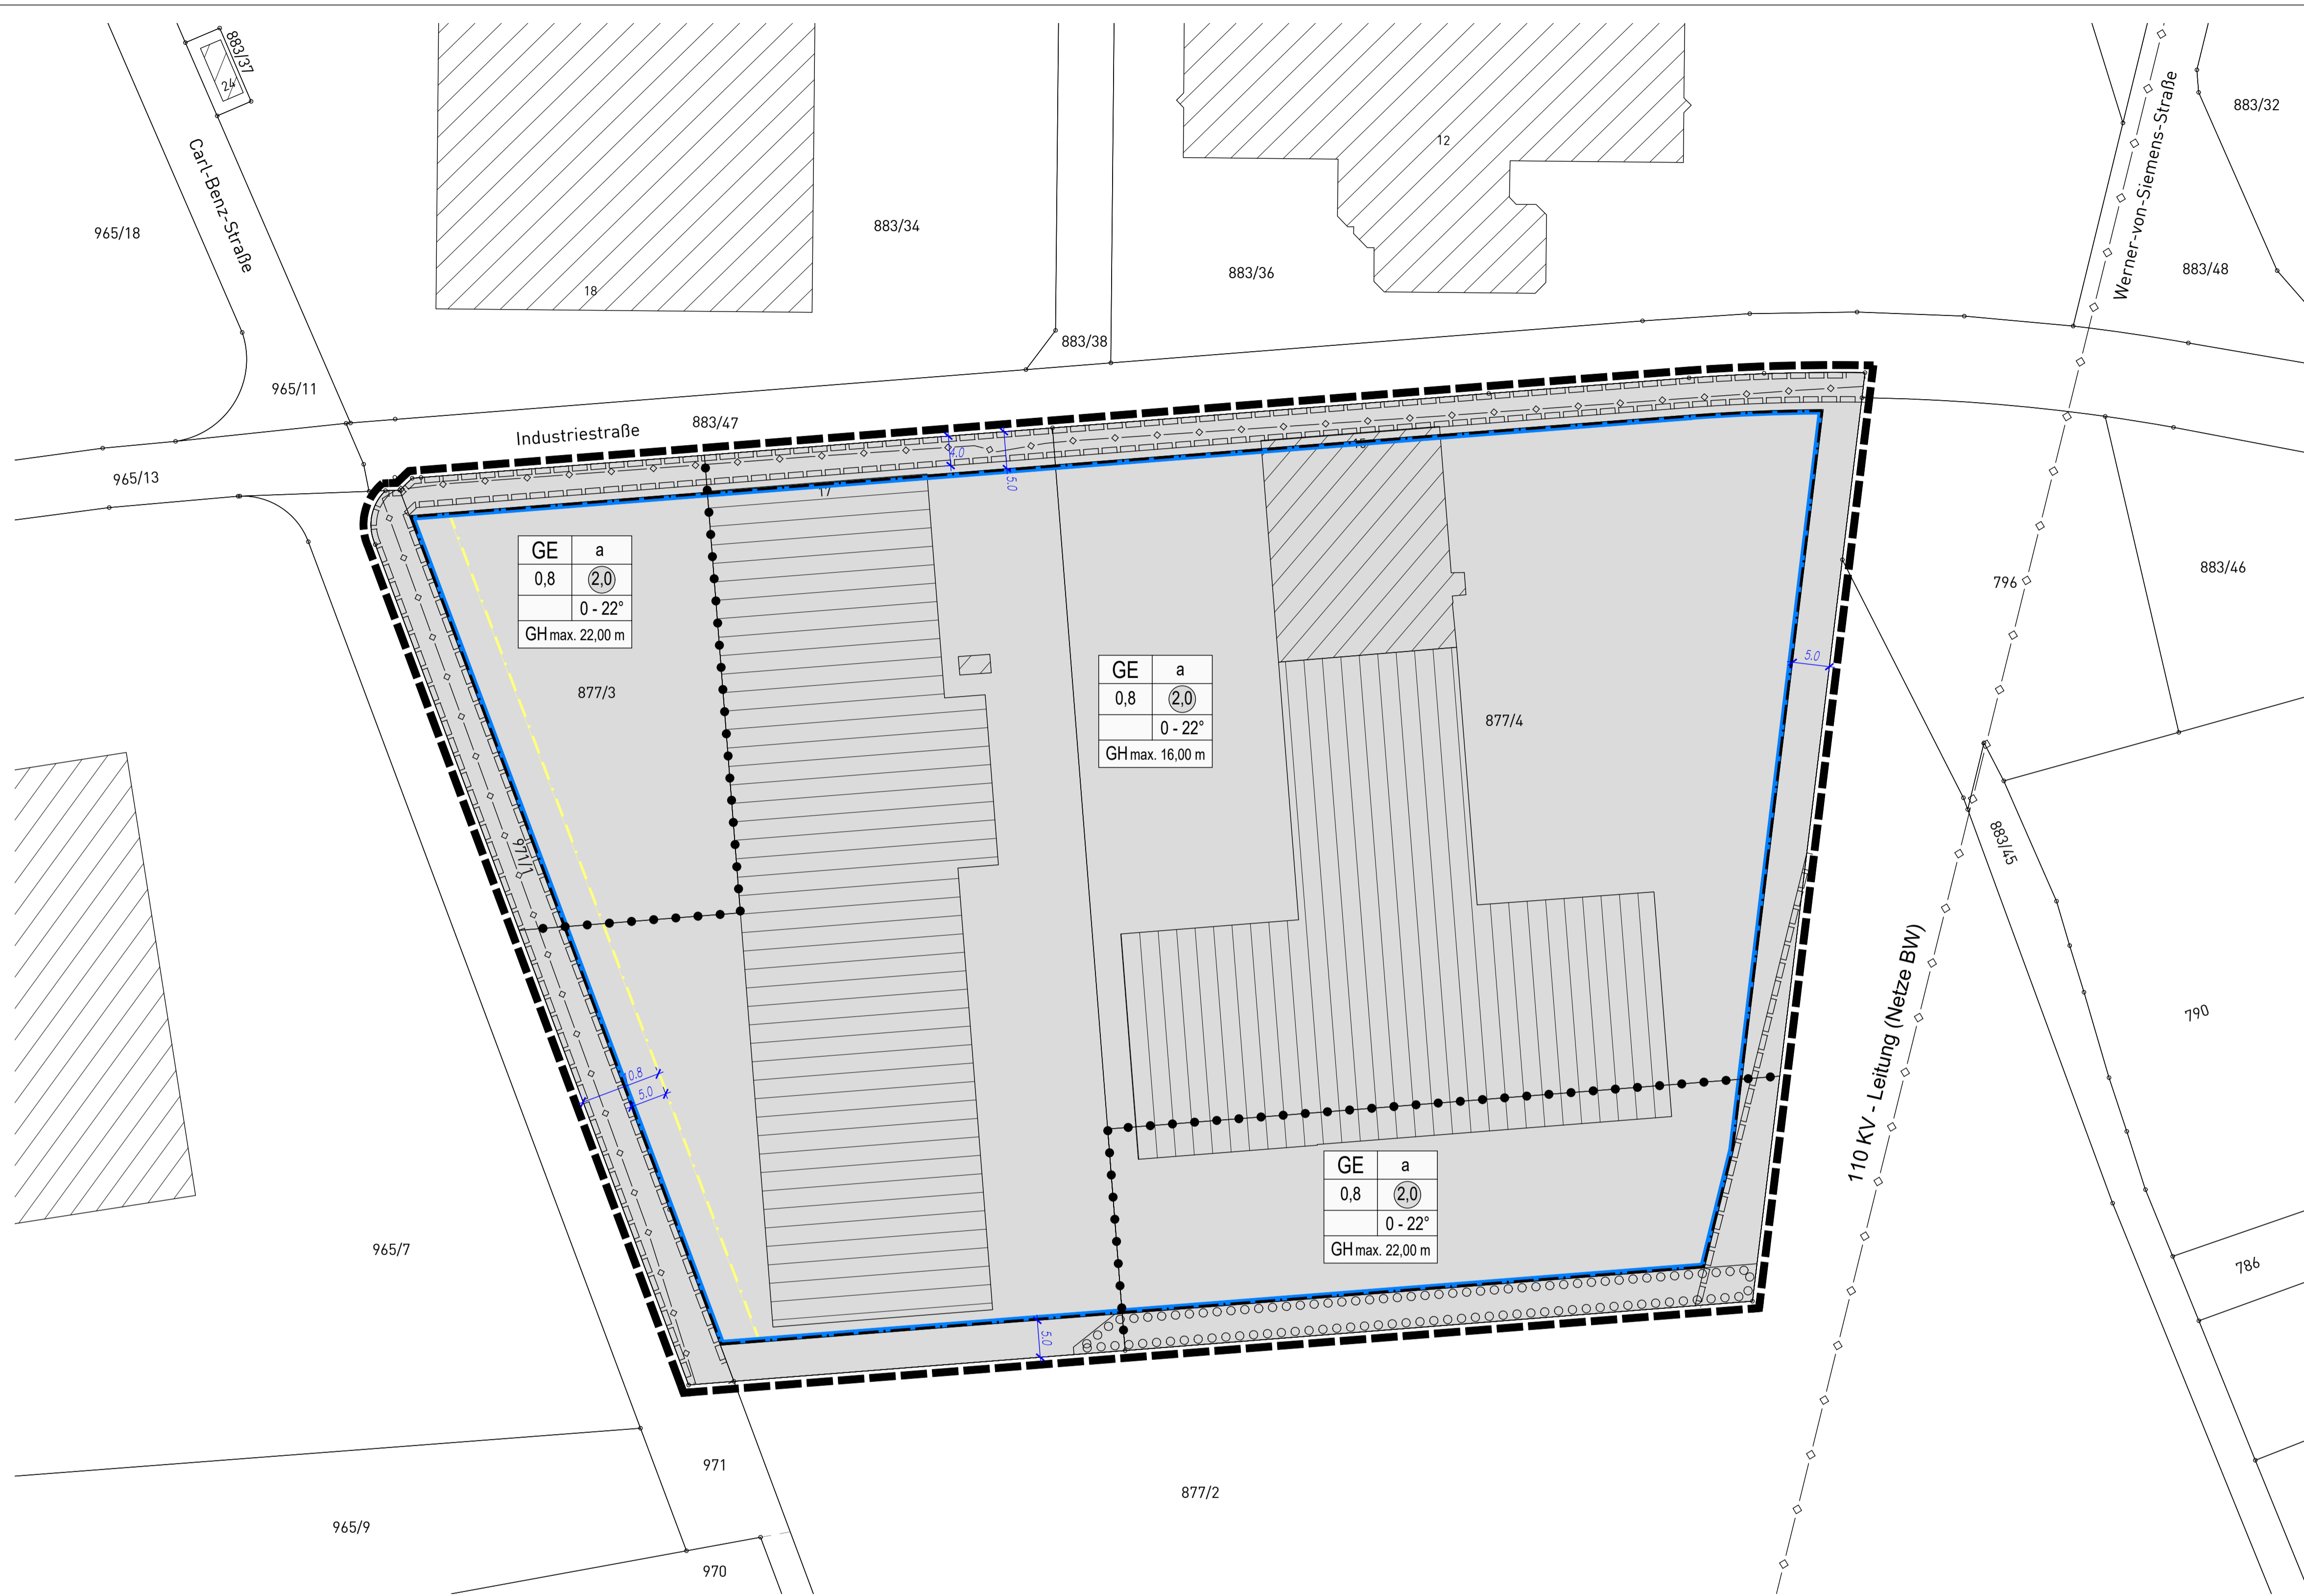 883/37
24
Carl-Benz-Straße
965/18
18
883/34
12
883/36
Werner-von-Siemens-Straße
883/32
883/48
883/38
965/11
883/47
Industriestraße
965/13
4.0
5.0
15
17
GE a
0,8 2,0
0 - 22°
GH max. 22,00 m
877/3
GE a
0,8 2,0
0 - 22°
GH max. 16,00 m
877/4
5.0
796
883/46
971/1
883/45
110 KV - Leitung (Netze BW)
790
10.8
5.0
GE a
0,8 2,0
0 - 22°
GH max. 22,00 m
965/7
786
5.0
971
877/2
965/9
970